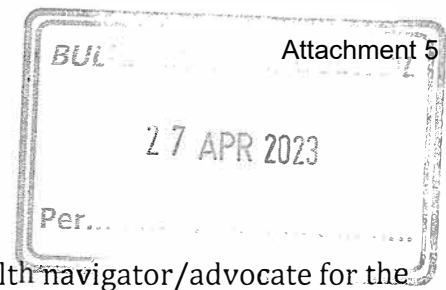 Attachment 5
BUL
27 APR 2023
Per...
lth navigator/advocate for the